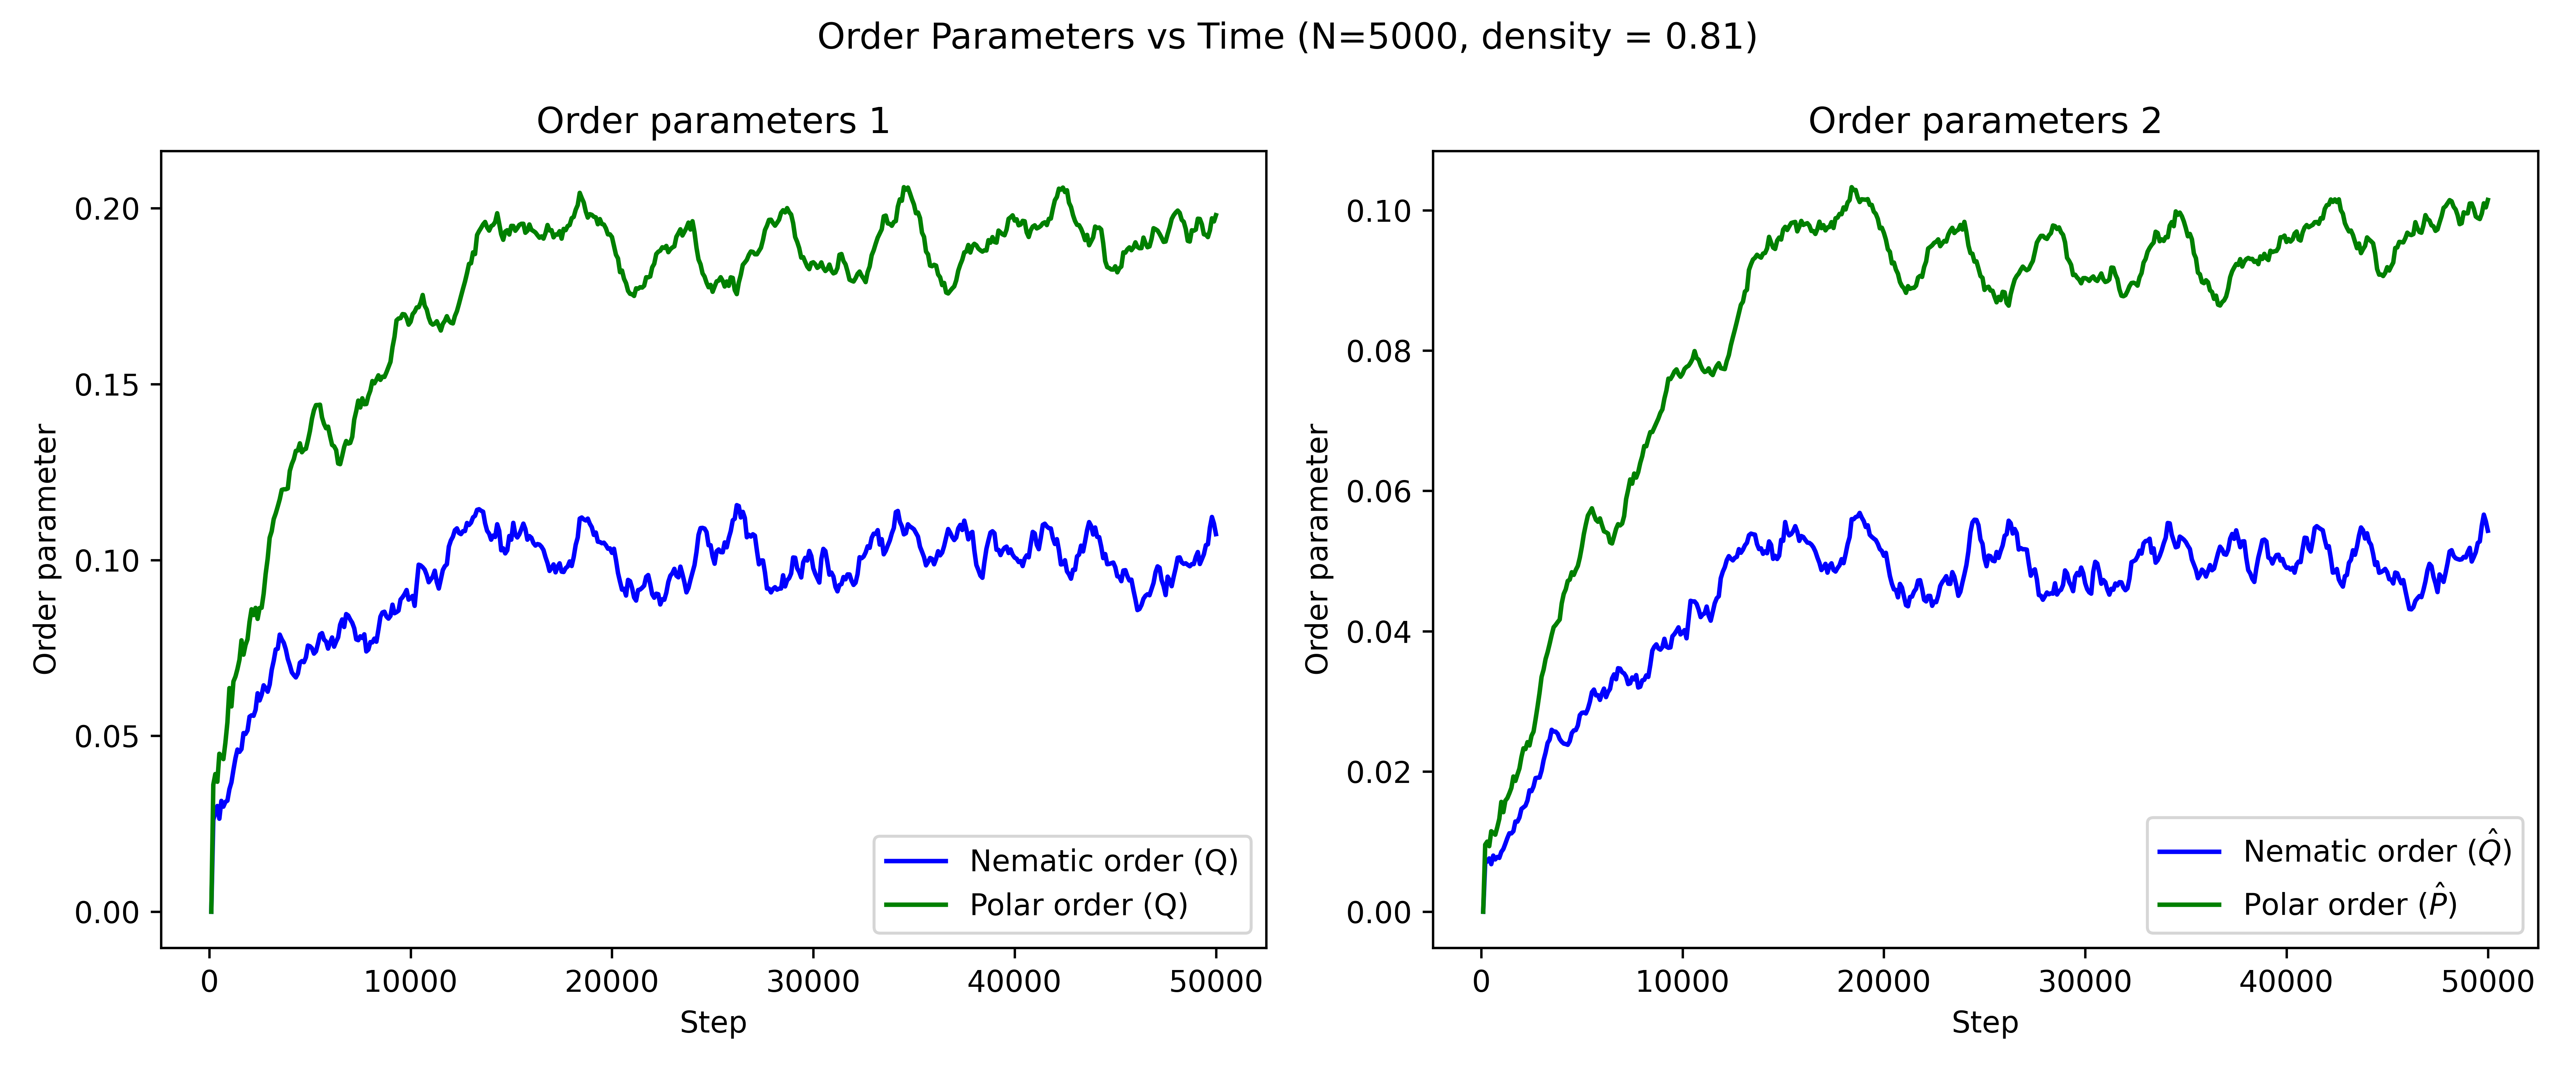 Order Parameters vs Time (N=5000, density = 0.81)
Order parameters 1
Order parameter
0.20
0.15
0.10
0.05
0.00
Nematic order (Q)
Polar order (Q)
0
10000
20000
30000
40000
50000
Step
Order parameters 2
Order parameter
0.10
0.08
0.06
0.04
0.02
0.00
Nematic order (Q̂)
Polar order (P̂)
0
10000
20000
30000
40000
50000
Step